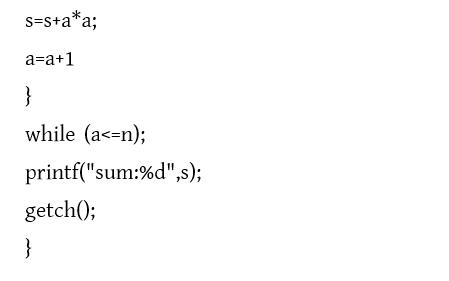 s=s+a*a;
a=a+1
}
while (a<=n);
printf("sum:%d",s);
getch();
}